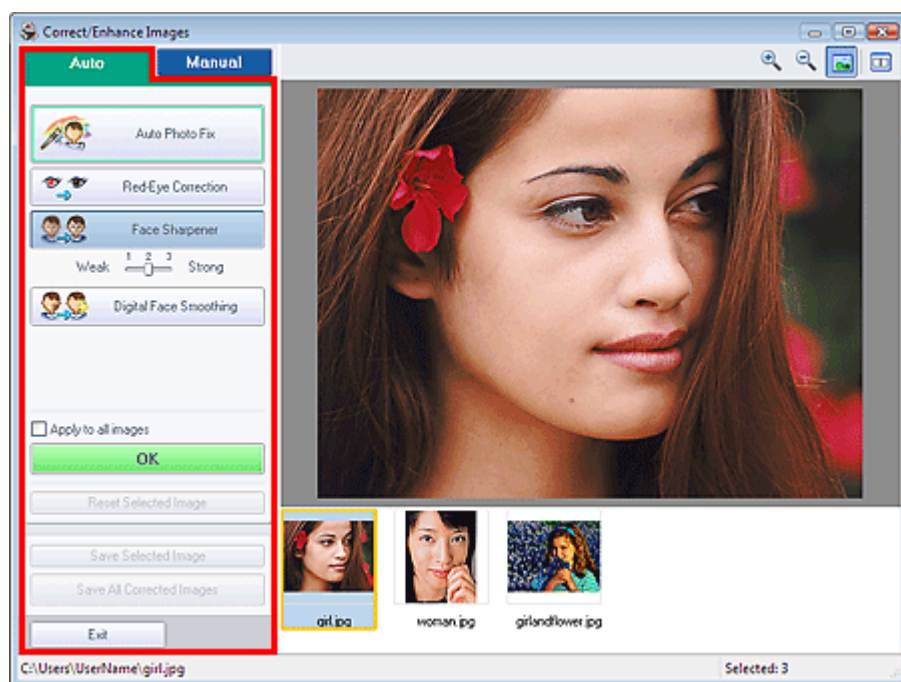 Correct/Enhance Images
Auto Manual
Auto Photo Fix
Red-Eye Correction
Face Sharpener
1 2 3
Weak Strong
Digital Face Smoothing
Apply to all images
OK
Reset Selected Image
Save Selected Image
Save All Corrected Images
Exit
girl.jpg woman.jpg girlandflower.jpg
C:\Users\UserName\girl.jpg Selected: 3